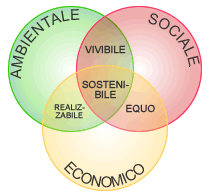 AMBIENTALE
SOCIALE
VIVIBILE
SOSTENI-
BILE
REALIZ-
ZABILE
EQUO
ECONOMICO